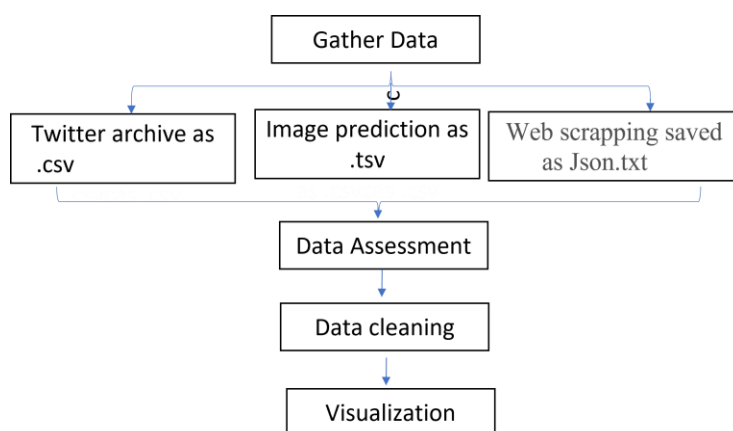 Gather Data
c
Twitter archive as
.csv
Image prediction as
.tsv
Web scrapping saved
as Json.txt
Data Assessment
Data cleaning
Visualization